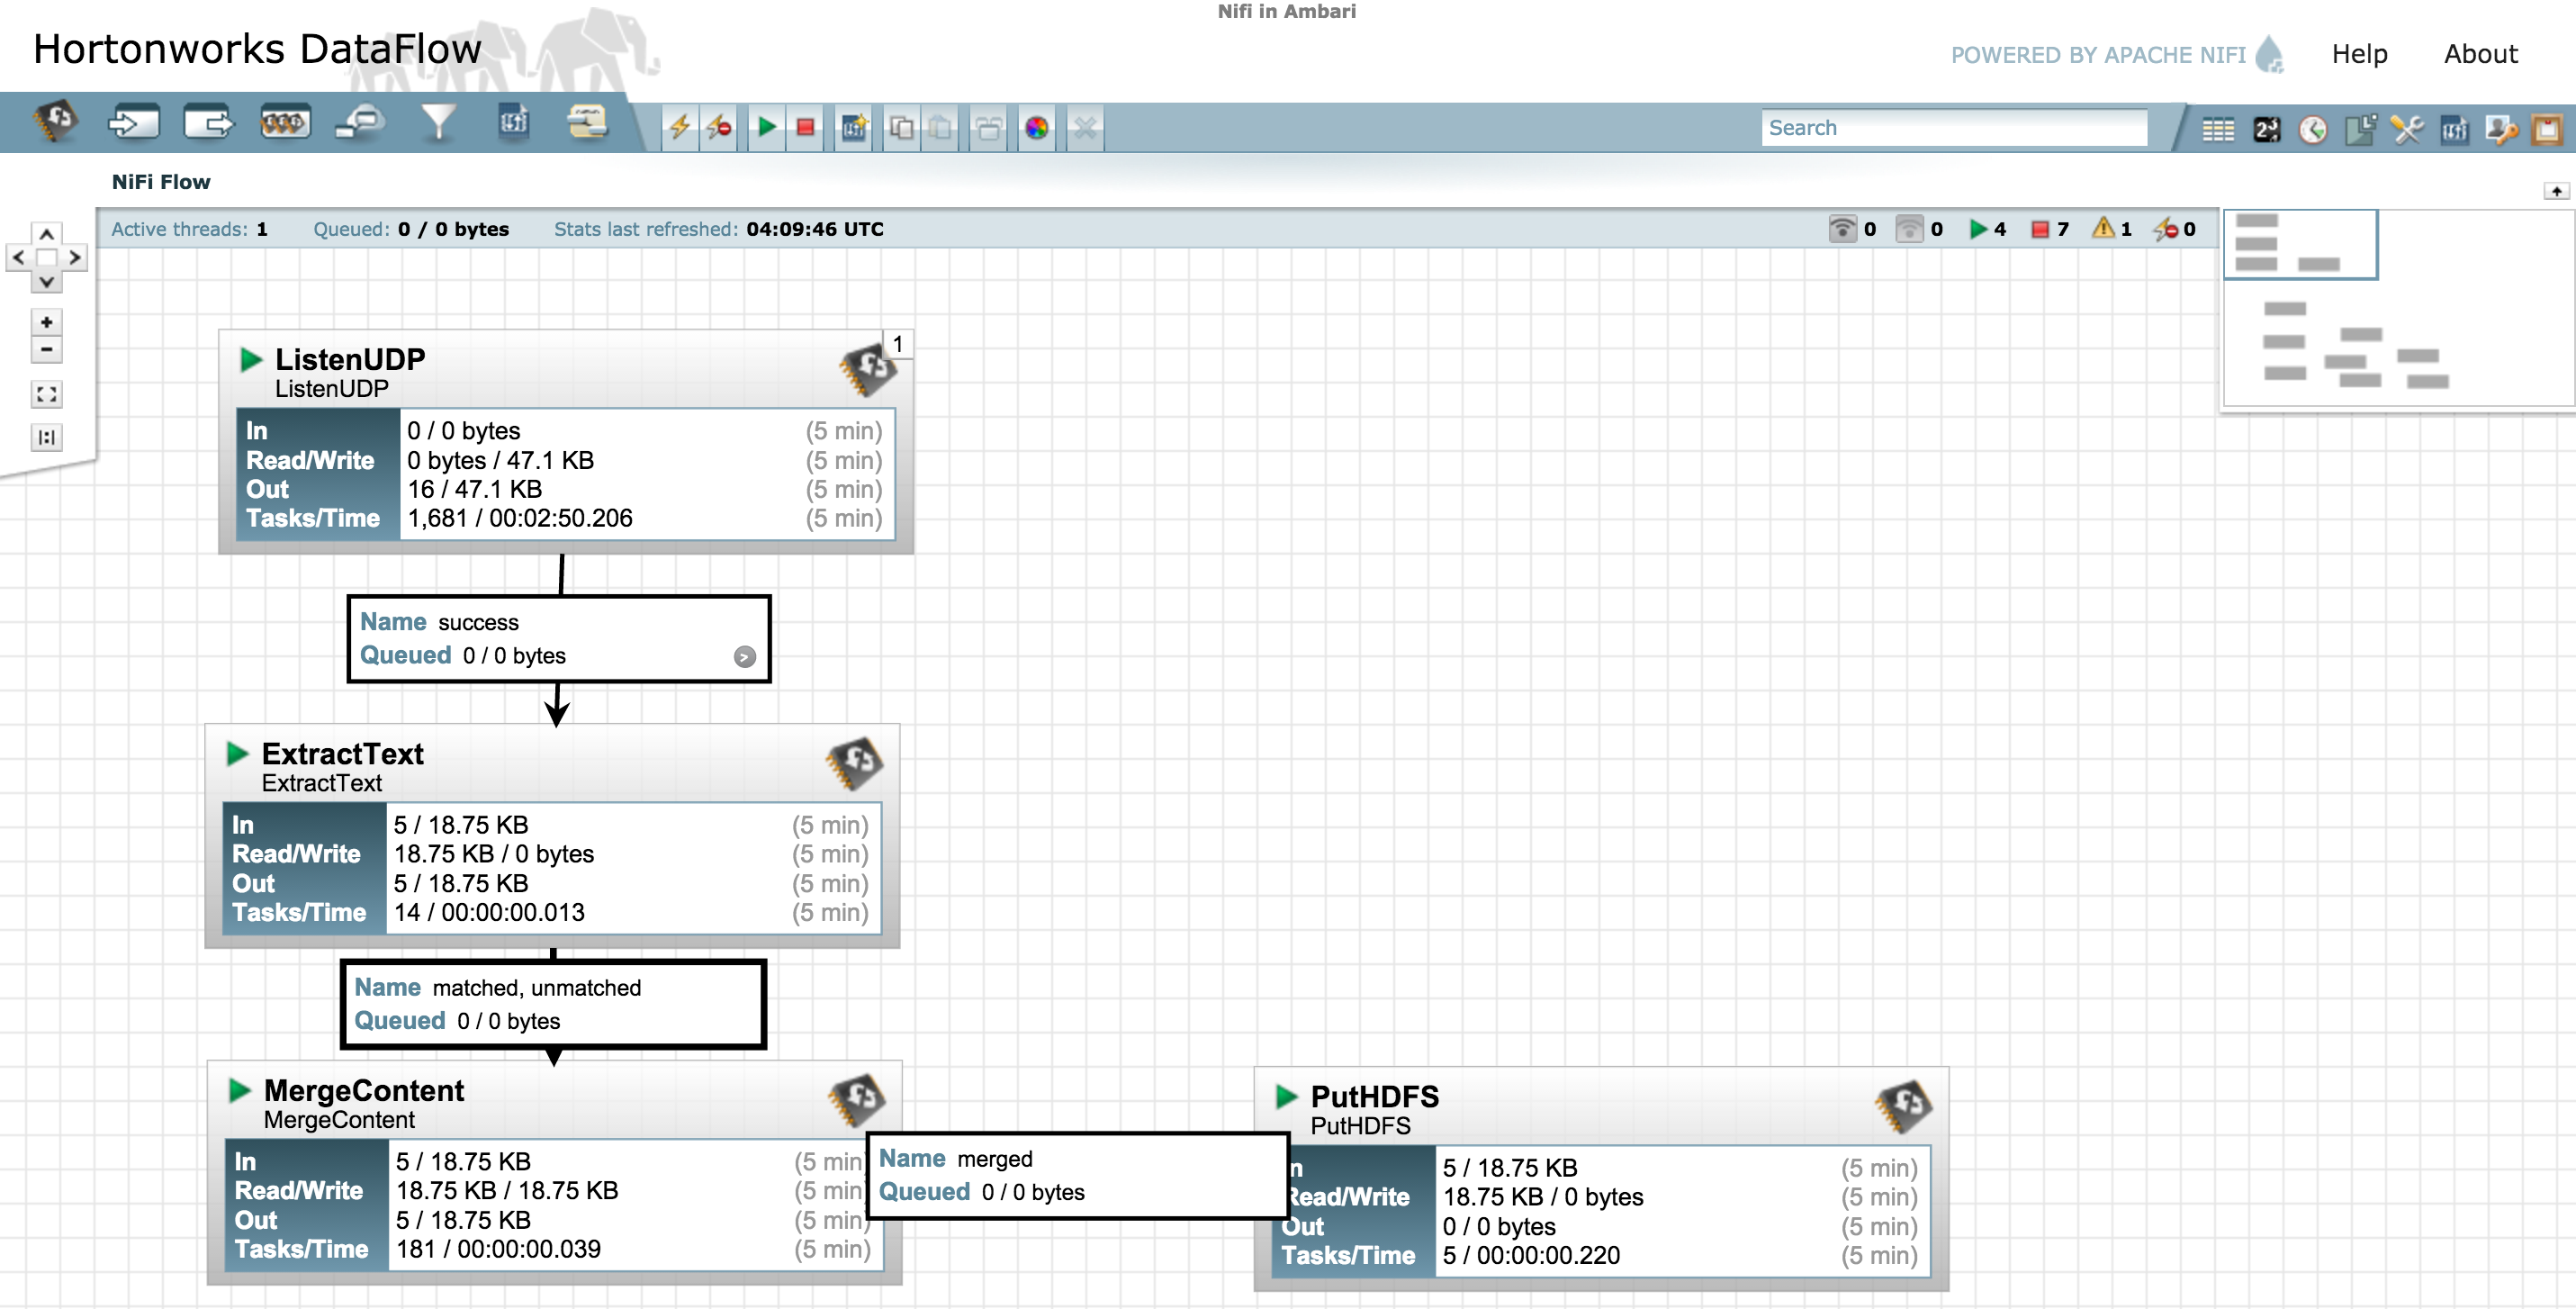 Nifi in Ambari
Hortonworks DataFlow
POWERED BY APACHE NIFI
Help
About
Search
NiFi Flow
Active threads: 1
Queued: 0 / 0 bytes
Stats last refreshed: 04:09:46 UTC
0
0
4
7
1
0
1
ListenUDP
ListenUDP
In 0 / 0 bytes (5 min)
Read/Write 0 bytes / 47.1 KB (5 min)
Out 16 / 47.1 KB (5 min)
Tasks/Time 1,681 / 00:02:50.206 (5 min)
Name success
Queued 0 / 0 bytes
ExtractText
ExtractText
In 5 / 18.75 KB (5 min)
Read/Write 18.75 KB / 0 bytes (5 min)
Out 5 / 18.75 KB (5 min)
Tasks/Time 14 / 00:00:00.013 (5 min)
Name matched, unmatched
Queued 0 / 0 bytes
MergeContent
MergeContent
In 5 / 18.75 KB (5 min
Read/Write 18.75 KB / 18.75 KB (5 min
Out 5 / 18.75 KB (5 min)
Tasks/Time 181 / 00:00:00.039 (5 min)
Name merged
Queued 0 / 0 bytes
PutHDFS
PutHDFS
n 5 / 18.75 KB (5 min)
Read/Write 18.75 KB / 0 bytes (5 min)
Out 0 / 0 bytes (5 min)
Tasks/Time 5 / 00:00:00.220 (5 min)